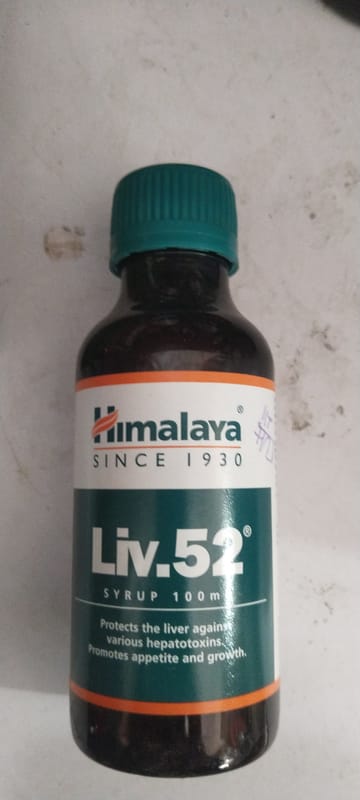 Himalaya®
SINCE 1930
Liv.52®
SYRUP 100m
Protects the liver against
various hepatotoxins.
Promotes appetite and growth.